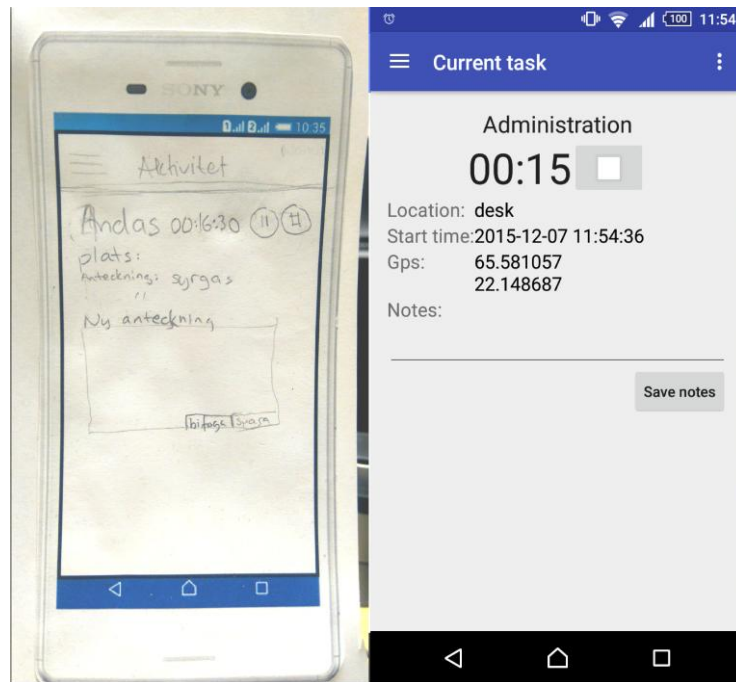 SONY
10:35
Aktivitet
Andas 00:16:30
plats:
Anteckning: syrgas
Ny anteckning
bifoga
100 11:54
Current task
Administration
00:15
Location: desk
Start time:2015-12-07 11:54:36
Gps: 65.581057
22.148687
Notes:
Save notes